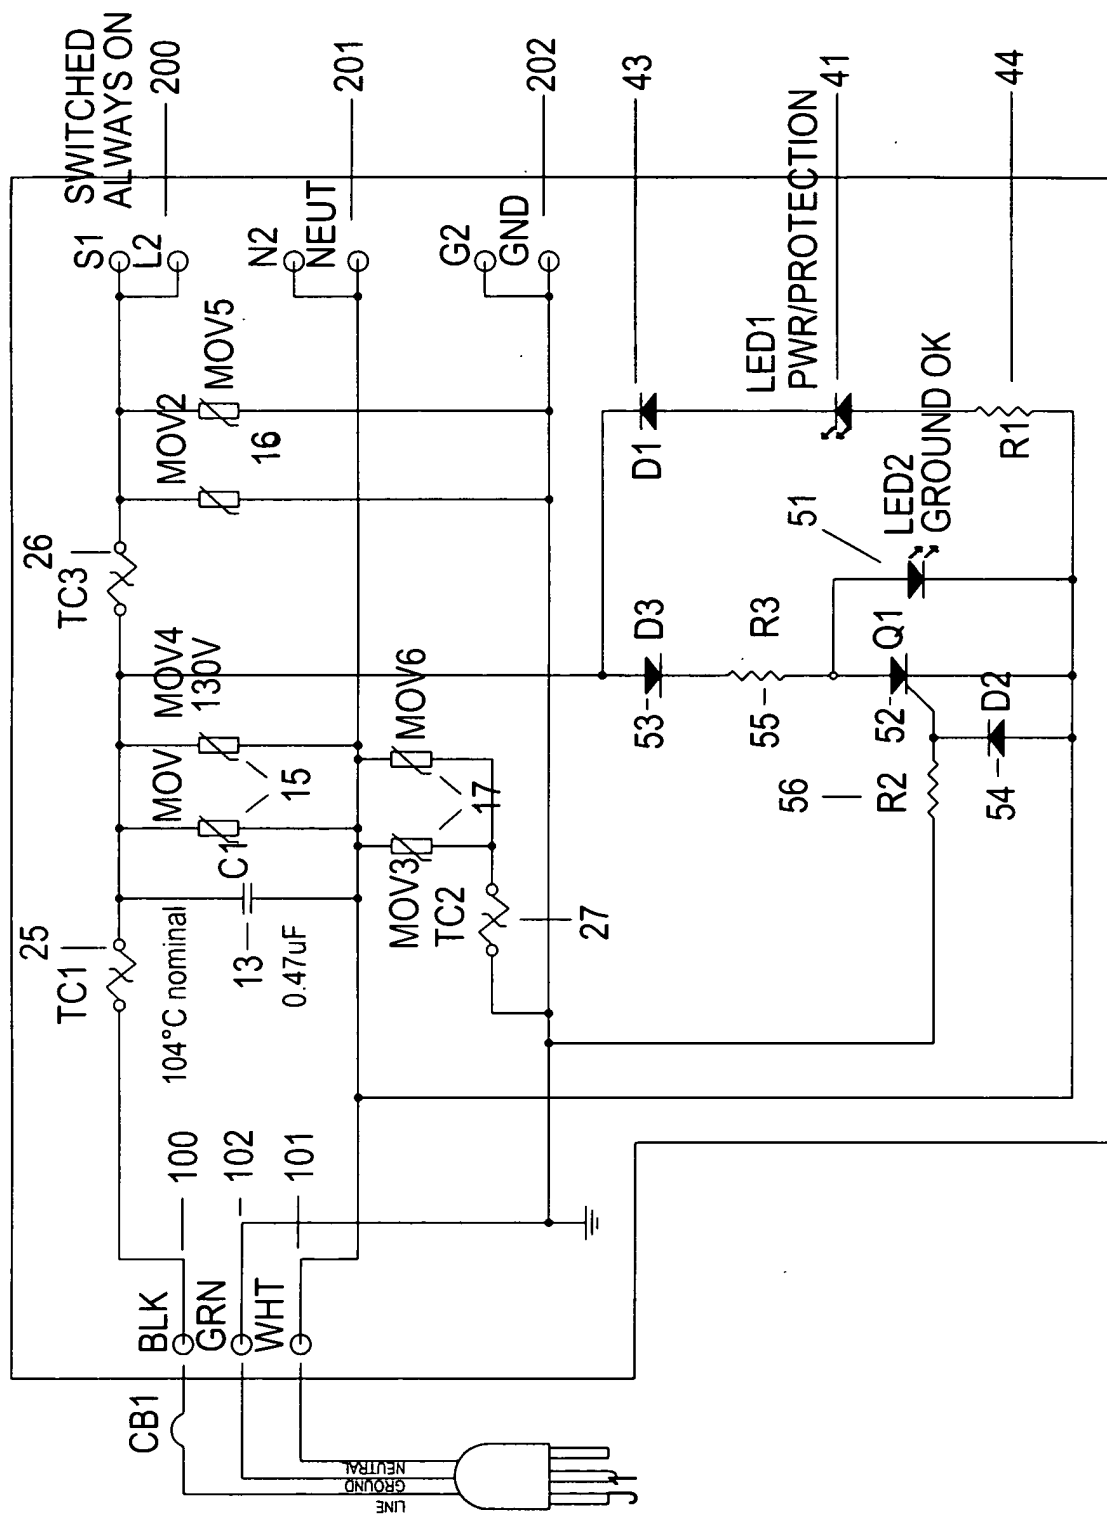 SWITCHED
ALWAYS ON
200
201
202
43
41
44
S1
L2
N2
NEUT
G2
GND
LED1
PWR/PROTECTION
MOV5
MOV2
16
D1
R1
LED2
GROUND OK
51
26
TC3
MOV4
130V
MOV
15
MOV6
17
MOV3
53
D3
55
R3
52
Q1
56
R2
54
D2
C1
13
0.47uF
25
TC1
104°C nominal
TC2
27
100
102
101
BLK
GRN
WHT
CB1
LINE
GROUND
NEUTRAL